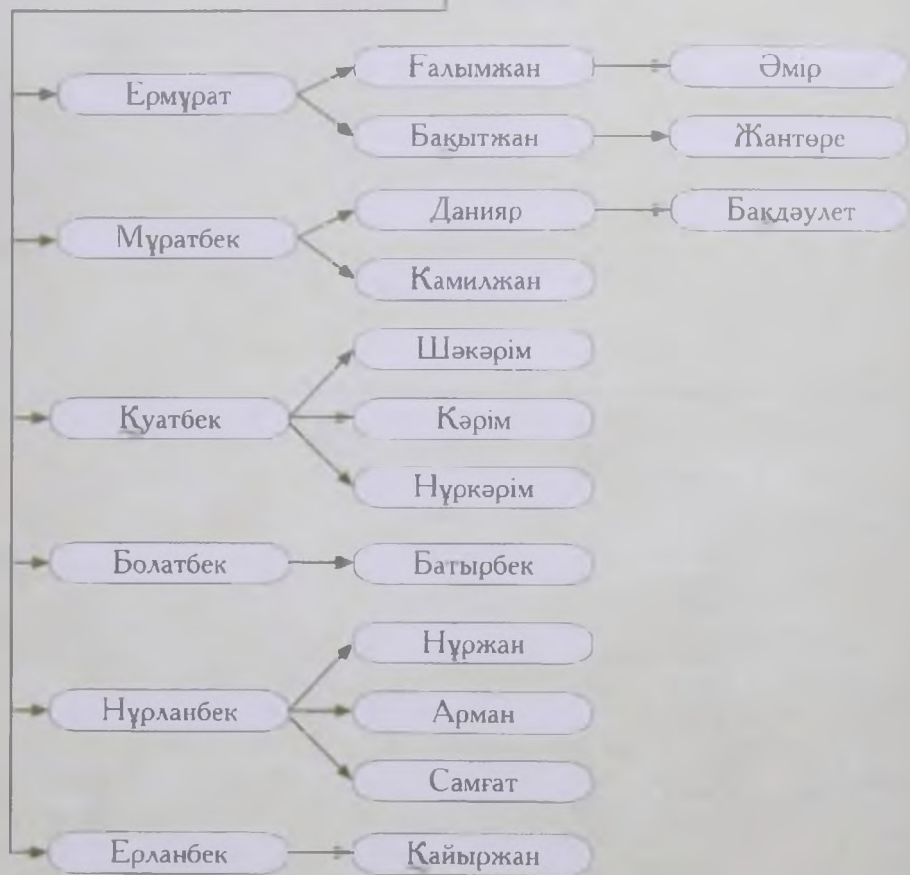 Ермұрат
Ғалымжан
Әмір
Бақытжан
Жантөре
Мұратбек
Данияр
Бақдәулет
Камилжан
Қуатбек
Шәкәрім
Кәрім
Нұркәрім
Болатбек
Батырбек
Нұрланбек
Нұржан
Арман
Самғат
Ерланбек
Қайыржан